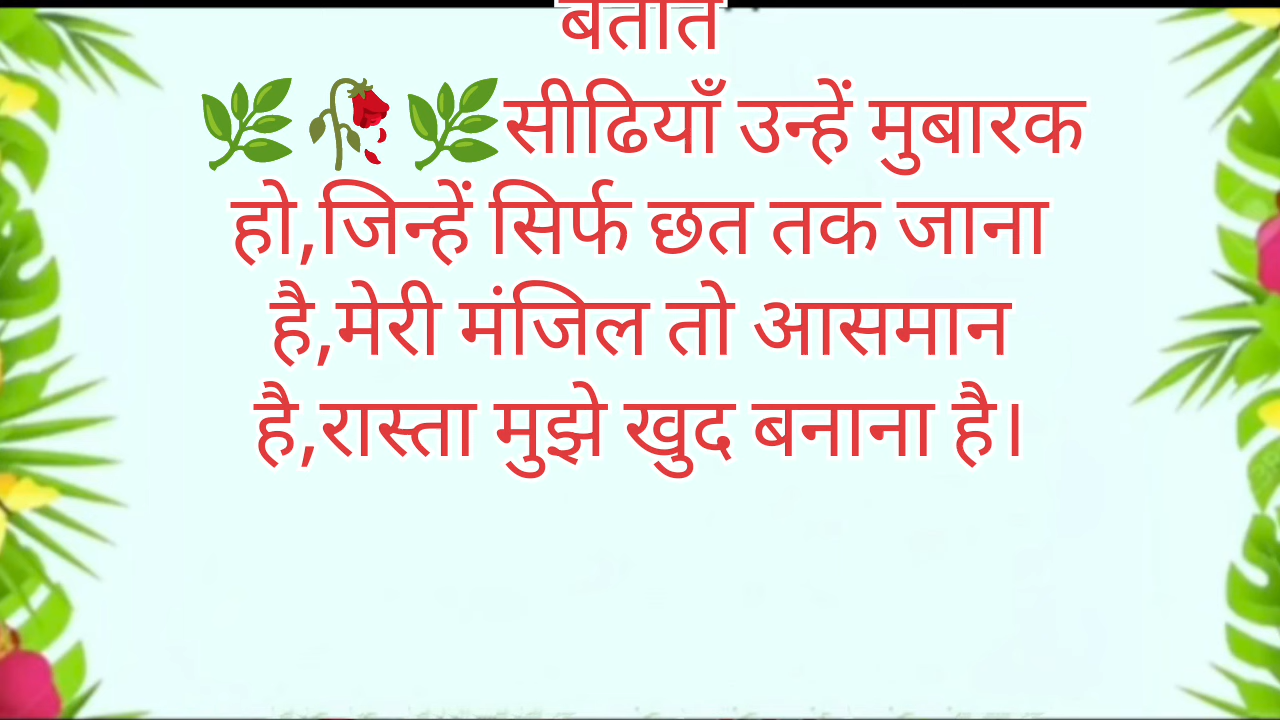 🌿🥀🌿सीढियाँ उन्हें मुबारक
हो,जिन्हें सिर्फ छत तक जाना
है,मेरी मंजिल तो आसमान
है,रास्ता मुझे खुद बनाना है।